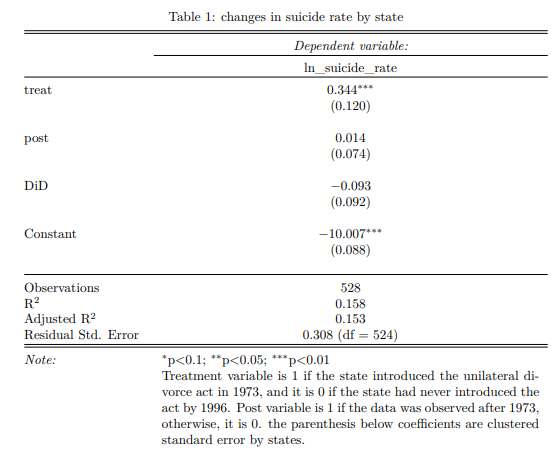 Table 1: changes in suicide rate by state
Dependent variable:
ln_suicide_rate
treat 0.344***
(0.120)
post 0.014
(0.074)
DiD −0.093
(0.092)
Constant −10.007***
(0.088)
Observations 528
R² 0.158
Adjusted R² 0.153
Residual Std. Error 0.308 (df = 524)
Note: *p<0.1; **p<0.05; ***p<0.01
Treatment variable is 1 if the state introduced the unilateral di-
vorce act in 1973, and it is 0 if the state had never introduced the
act by 1996. Post variable is 1 if the data was observed after 1973,
otherwise, it is 0. the parenthesis below coefficients are clustered
standard error by states.